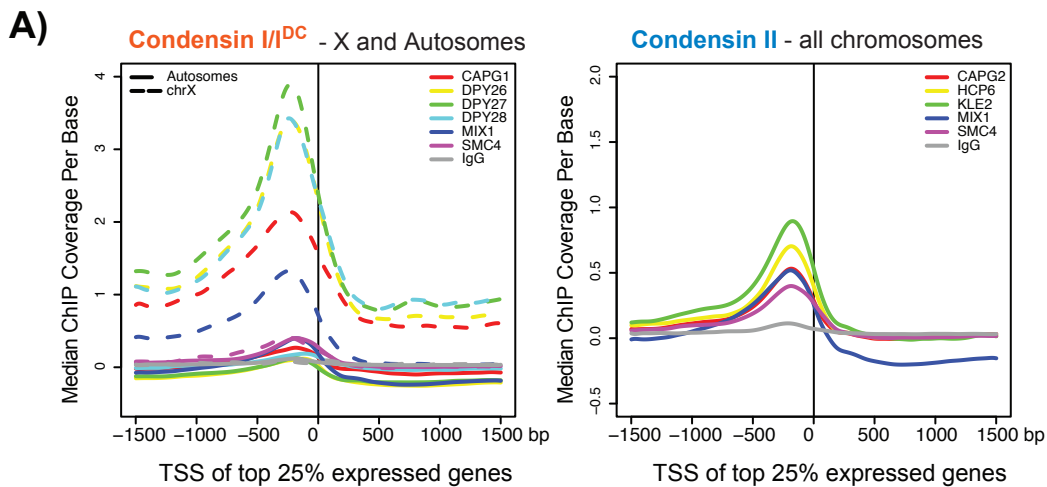 A)
Condensin I/I^DC - X and Autosomes
Median ChIP Coverage Per Base
4
3
2
1
0
Autosomes
chrX
CAPG1
DPY26
DPY27
DPY28
MIX1
SMC4
IgG
−1500 −1000 −500 0 500 1000 1500 bp
TSS of top 25% expressed genes
Condensin II - all chromosomes
Median ChIP Coverage Per Base
2.0
1.5
1.0
0.5
0.0
−0.5
CAPG2
HCP6
KLE2
MIX1
SMC4
IgG
−1500 −1000 −500 0 500 1000 1500 bp
TSS of top 25% expressed genes